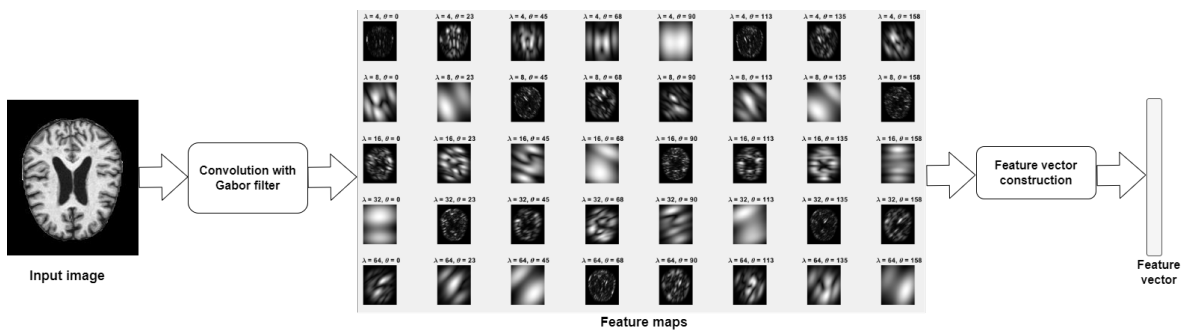 λ = 4, θ = 0 λ = 4, θ = 23 λ = 4, θ = 45 λ = 4, θ = 68 λ = 4, θ = 90 λ = 4, θ = 113 λ = 4, θ = 135 λ = 4, θ = 158
λ = 8, θ = 0 λ = 8, θ = 23 λ = 8, θ = 45 λ = 8, θ = 68 λ = 8, θ = 90 λ = 8, θ = 113 λ = 8, θ = 135 λ = 8, θ = 158
λ = 16, θ = 0 λ = 16, θ = 23 λ = 16, θ = 45 λ = 16, θ = 68 λ = 16, θ = 90 λ = 16, θ = 113 λ = 16, θ = 135 λ = 16, θ = 158
λ = 32, θ = 0 λ = 32, θ = 23 λ = 32, θ = 45 λ = 32, θ = 68 λ = 32, θ = 90 λ = 32, θ = 113 λ = 32, θ = 135 λ = 32, θ = 158
λ = 64, θ = 0 λ = 64, θ = 23 λ = 64, θ = 45 λ = 64, θ = 68 λ = 64, θ = 90 λ = 64, θ = 113 λ = 64, θ = 135 λ = 64, θ = 158
Input image
Convolution with
Gabor filter
Feature maps
Feature vector
construction
Feature
vector